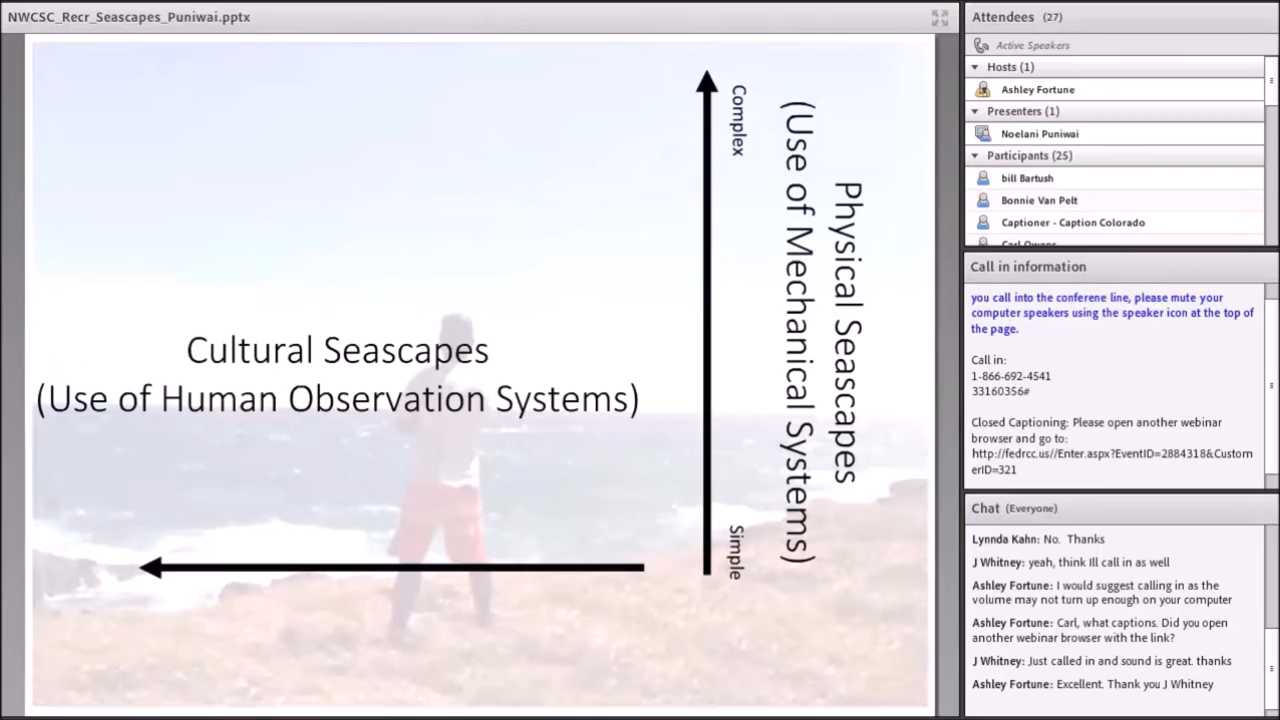 NWCSC_Recr_Seascapes_Puniwai.pptx
Complex
Simple
Physical Seascapes
(Use of Mechanical Systems)
Cultural Seascapes
(Use of Human Observation Systems)
Attendees (27)
Active Speakers
Hosts (1)
Ashley Fortune
Presenters (1)
Noelani Puniwai
Participants (25)
bill Bartush
Bonnie Van Pelt
Captioner - Caption Colorado
Carl Owens
Call in information
you call into the conferene line, please mute your
computer speakers using the speaker icon at the top of
the page.
Call in:
1-866-692-4541
33160356#
Closed Captioning: Please open another webinar
browser and go to:
http://fedrcc.us//Enter.aspx?EventID=2884318&Custom
erID=321
Chat (Everyone)
Lynnda Kahn: No. Thanks
J Whitney: yeah, think Ill call in as well
Ashley Fortune: I would suggest calling in as the
volume may not turn up enough on your computer
Ashley Fortune: Carl, what captions. Did you open
another webinar browser with the link?
J Whitney: Just called in and sound is great. thanks
Ashley Fortune: Excellent. Thank you J Whitney